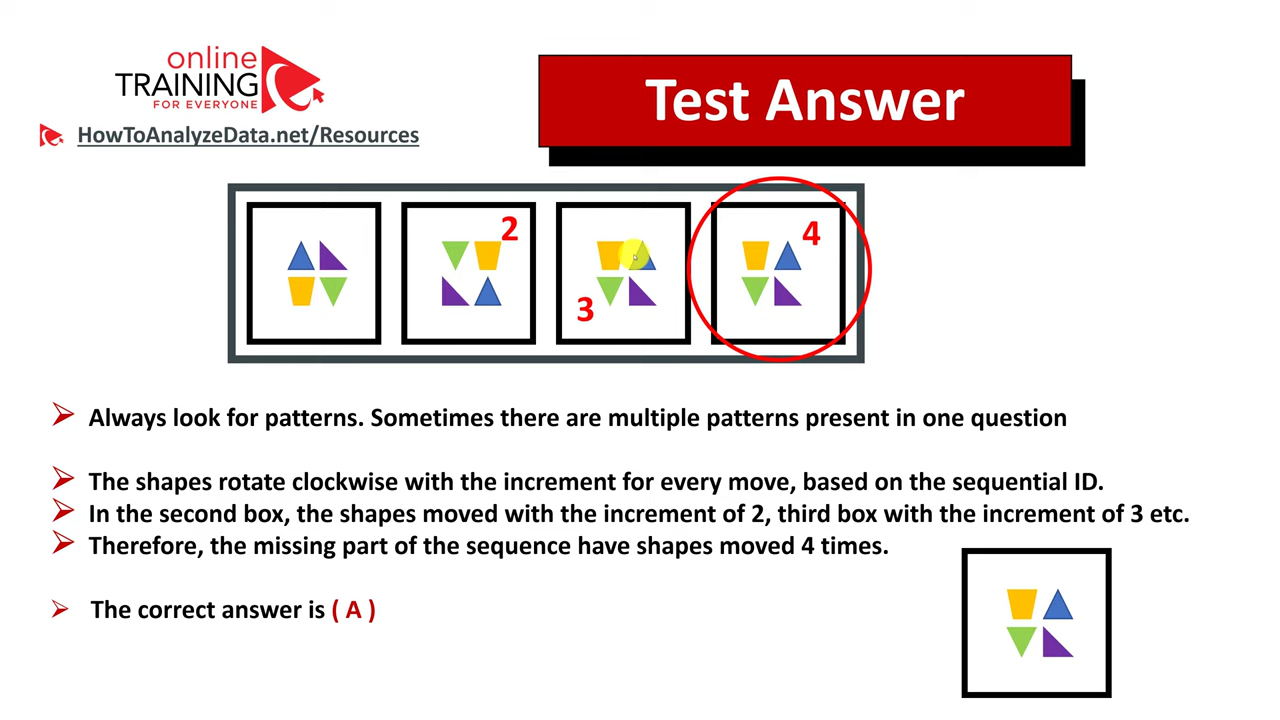 online
TRAINING
FOR EVERYONE
HowToAnalyzeData.net/Resources
Test Answer
2
3
4
Always look for patterns. Sometimes there are multiple patterns present in one question
The shapes rotate clockwise with the increment for every move, based on the sequential ID.
In the second box, the shapes moved with the increment of 2, third box with the increment of 3 etc.
Therefore, the missing part of the sequence have shapes moved 4 times.
The correct answer is ( A )